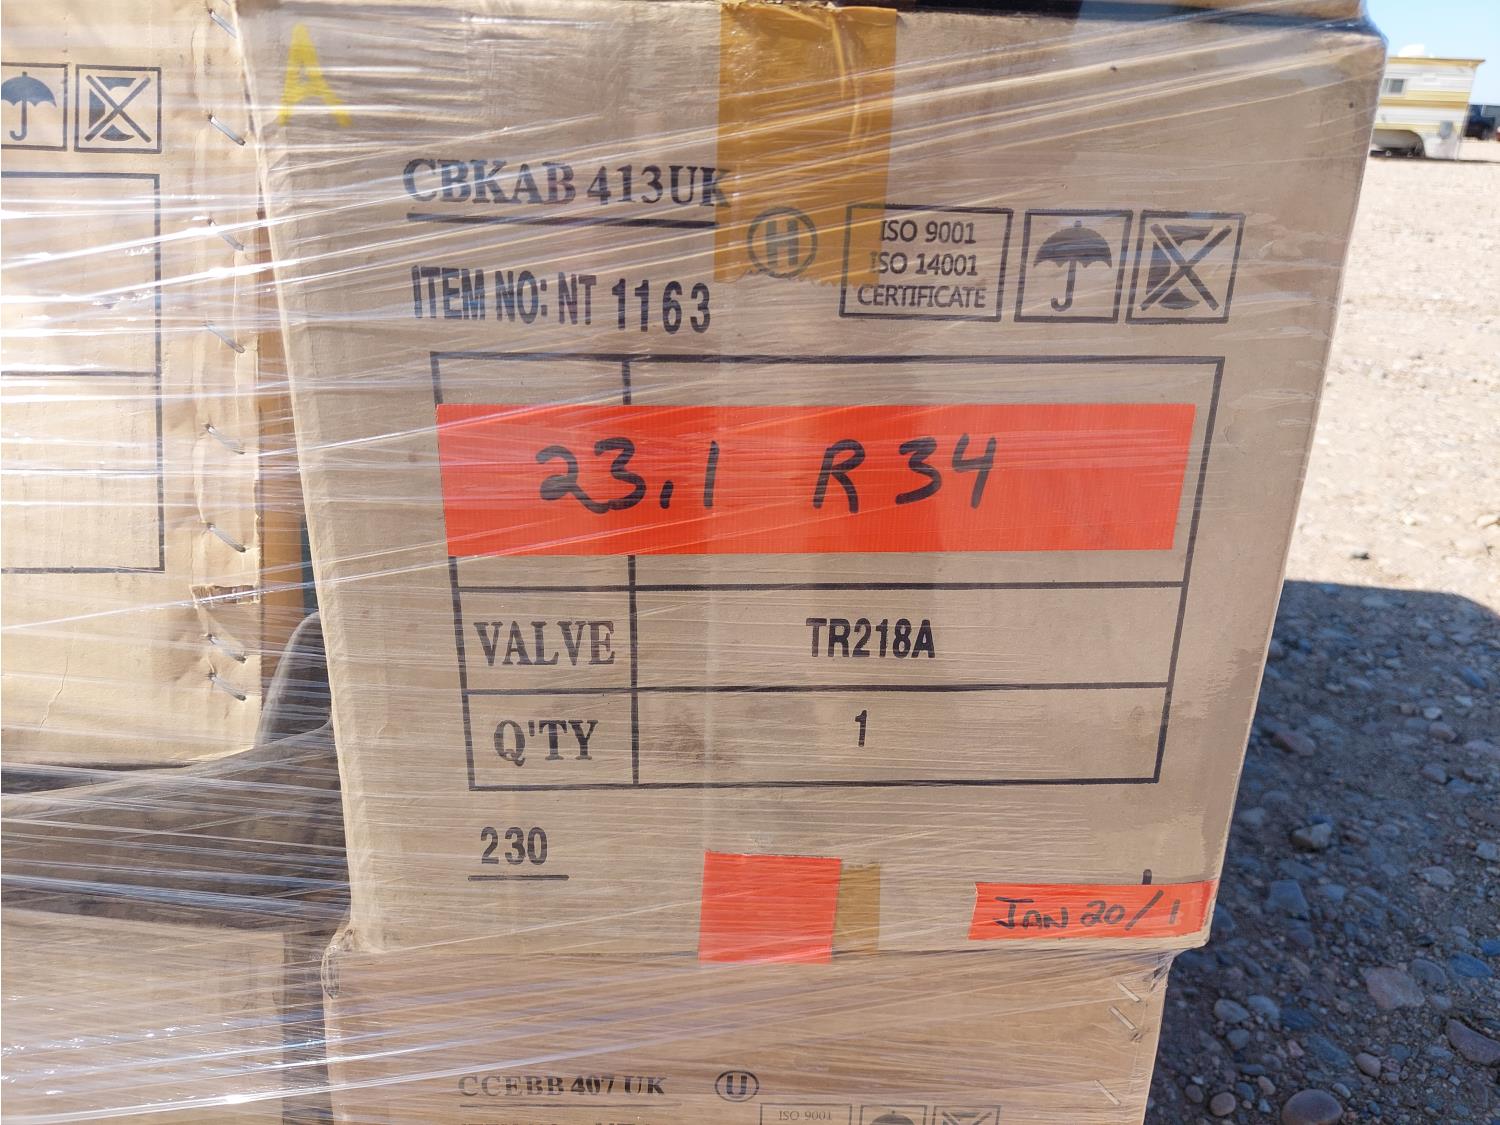 A
CBKAB 413UK
H
ISO 9001
ISO 14001
CERTIFICATE
ITEM NO: NT 1163
23.1 R34
VALVE TR218A
Q'TY 1
230
JAN 20/1
CCEBB 407 UK
U
ISO 9001